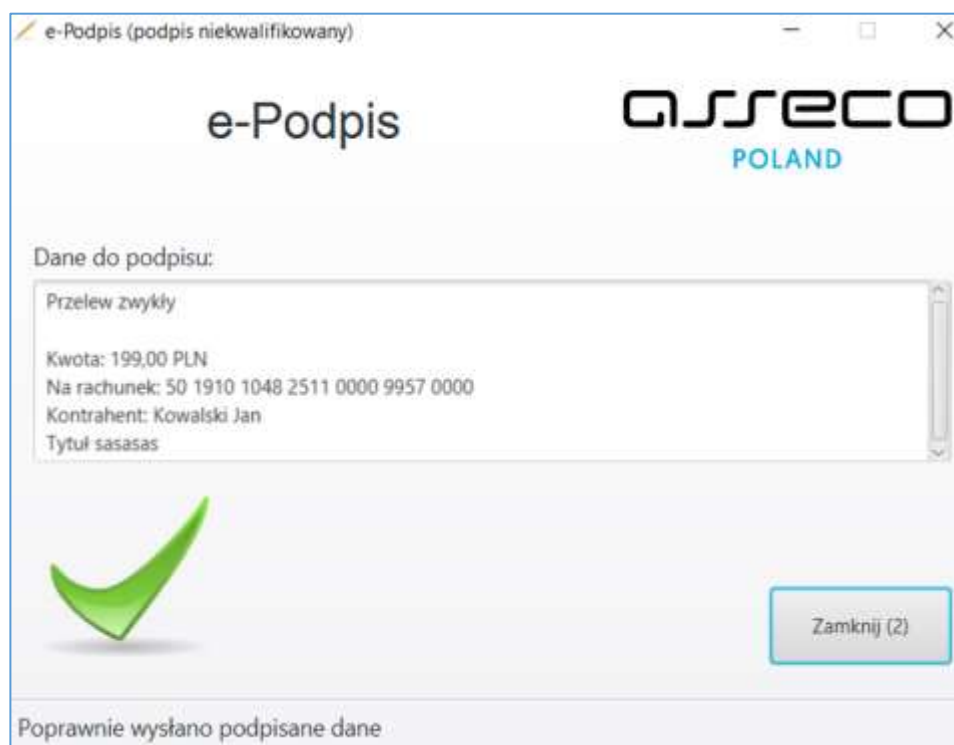 e-Podpis (podpis niekwalifikowany)
e-Podpis
asseco
POLAND
Dane do podpisu:
Przelew zwykły
Kwota: 199,00 PLN
Na rachunek: 50 1910 1048 2511 0000 9957 0000
Kontrahent: Kowalski Jan
Tytuł sasasas
Zamknij (2)
Poprawnie wysłano podpisane dane